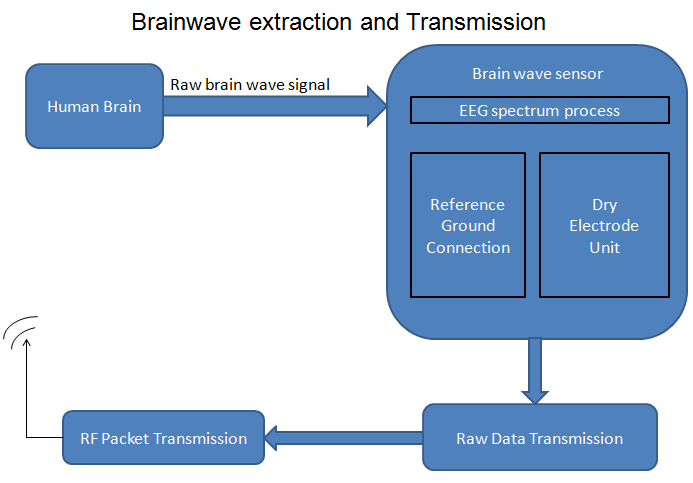 Brainwave extraction and Transmission
Human Brain
Raw brain wave signal
Brain wave sensor
EEG spectrum process
Reference
Ground
Connection
Dry
Electrode
Unit
RF Packet Transmission
Raw Data Transmission